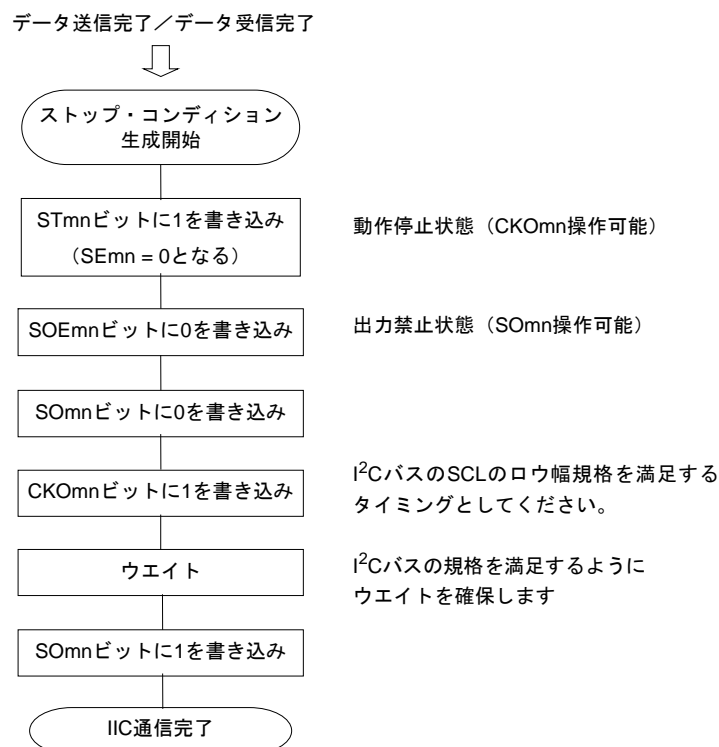 データ送信完了／データ受信完了
ストップ・コンディション
生成開始
STmnビットに1を書き込み
（SEmn = 0となる）
動作停止状態（CKOmn操作可能）
SOEmnビットに0を書き込み
出力禁止状態（SOmn操作可能）
SOmnビットに0を書き込み
CKOmnビットに1を書き込み
I²CバスのSCLのロウ幅規格を満足する
タイミングとしてください。
ウエイト
I²Cバスの規格を満足するように
ウエイトを確保します
SOmnビットに1を書き込み
IIC通信完了